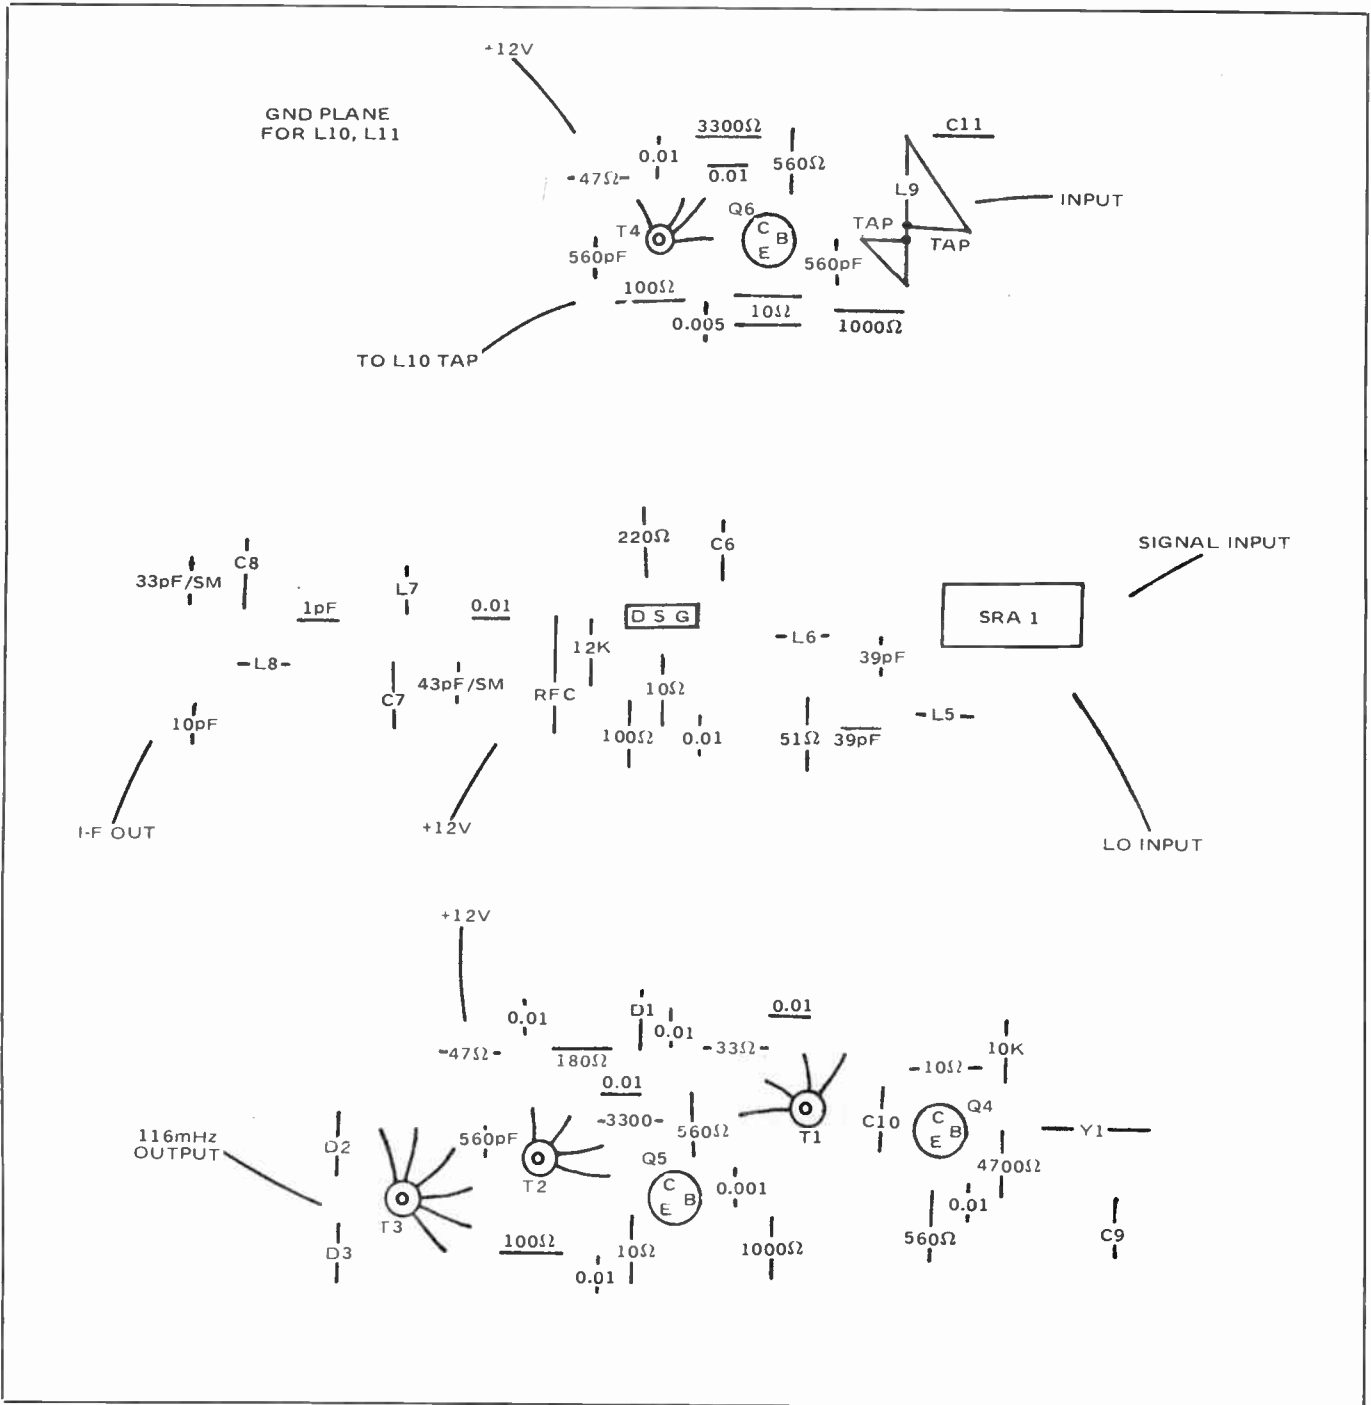 +12V
GND PLANE
FOR L10, L11
3300Ω
C11
0.01
560Ω
-47Ω-
0.01
L9
INPUT
Q6
TAP
T4
C
B
E
TAP
560pF
560pF
100Ω
10Ω
0.005
1000Ω
TO L10 TAP
220Ω
C6
SIGNAL INPUT
C8
33pF/SM
L7
1pF
0.01
D S G
SRA 1
12K
-L6-
39pF
-L8-
43pF/SM
10Ω
RFC
C7
-L5-
10pF
100Ω
0.01
51Ω
39pF
I-F OUT
+12V
LO INPUT
+12V
0.01
D1
0.01
0.01
-47Ω-
180Ω
-33Ω-
10K
-10Ω-
0.01
Q4
C
B
E
C10
-3300-
560Ω
T1
Y1
116mHz
OUTPUT
D2
560pF
Q5
4700Ω
T2
C
B
E
0.001
0.01
T3
100Ω
10Ω
1000Ω
560Ω
C9
D3
0.01